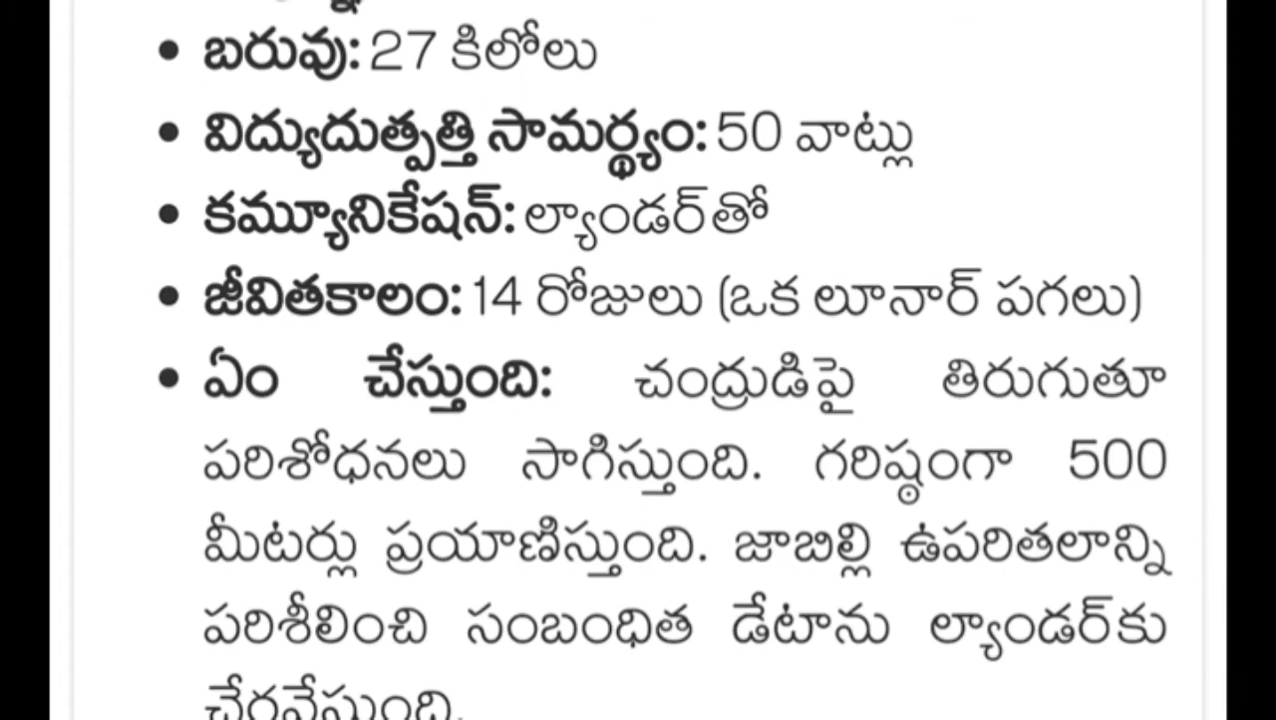 • బరువు: 27 కిలోలు
• విద్యుదుత్పత్తి సామర్థ్యం: 50 వాట్లు
• కమ్యూనికేషన్: ల్యాండర్‌తో
• జీవితకాలం: 14 రోజులు (ఒక లూనార్ పగలు)
• ఏం చేస్తుంది: చంద్రుడిపై తిరుగుతూ
పరిశోధనలు సాగిస్తుంది. గరిష్ఠంగా 500
మీటర్లు ప్రయాణిస్తుంది. జాబిల్లి ఉపరితలాన్ని
పరిశీలించి సంబంధిత డేటాను ల్యాండర్‌కు
చేరవేస్తుంది.